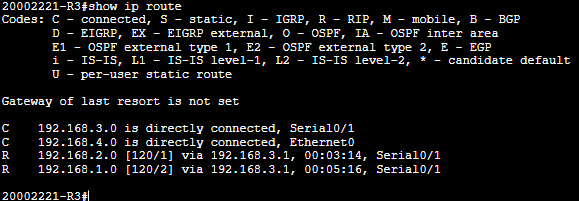 20002221-R3#show ip route
Codes: C - connected, S - static, I - IGRP, R - RIP, M - mobile, B - BGP
       D - EIGRP, EX - EIGRP external, O - OSPF, IA - OSPF inter area
       E1 - OSPF external type 1, E2 - OSPF external type 2, E - EGP
       i - IS-IS, L1 - IS-IS level-1, L2 - IS-IS level-2, * - candidate default
       U - per-user static route
Gateway of last resort is not set
C    192.168.3.0 is directly connected, Serial0/1
C    192.168.4.0 is directly connected, Ethernet0
R    192.168.2.0 [120/1] via 192.168.3.1, 00:03:14, Serial0/1
R    192.168.1.0 [120/2] via 192.168.3.1, 00:05:16, Serial0/1
20002221-R3#